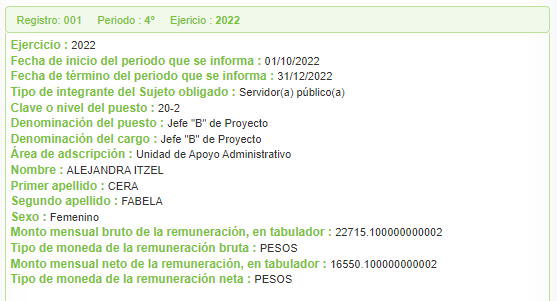 Registro: 001 Periodo : 4º Ejericio : 2022
Ejercicio : 2022
Fecha de inicio del periodo que se informa : 01/10/2022
Fecha de término del periodo que se informa : 31/12/2022
Tipo de integrante del Sujeto obligado : Servidor(a) público(a)
Clave o nivel del puesto : 20-2
Denominación del puesto : Jefe "B" de Proyecto
Denominación del cargo : Jefe "B" de Proyecto
Área de adscripción : Unidad de Apoyo Administrativo
Nombre : ALEJANDRA ITZEL
Primer apellido : CERA
Segundo apellido : FABELA
Sexo : Femenino
Monto mensual bruto de la remuneración, en tabulador : 22715.100000000002
Tipo de moneda de la remuneración bruta : PESOS
Monto mensual neto de la remuneración, en tabulador : 16550.100000000002
Tipo de moneda de la remuneración neta : PESOS